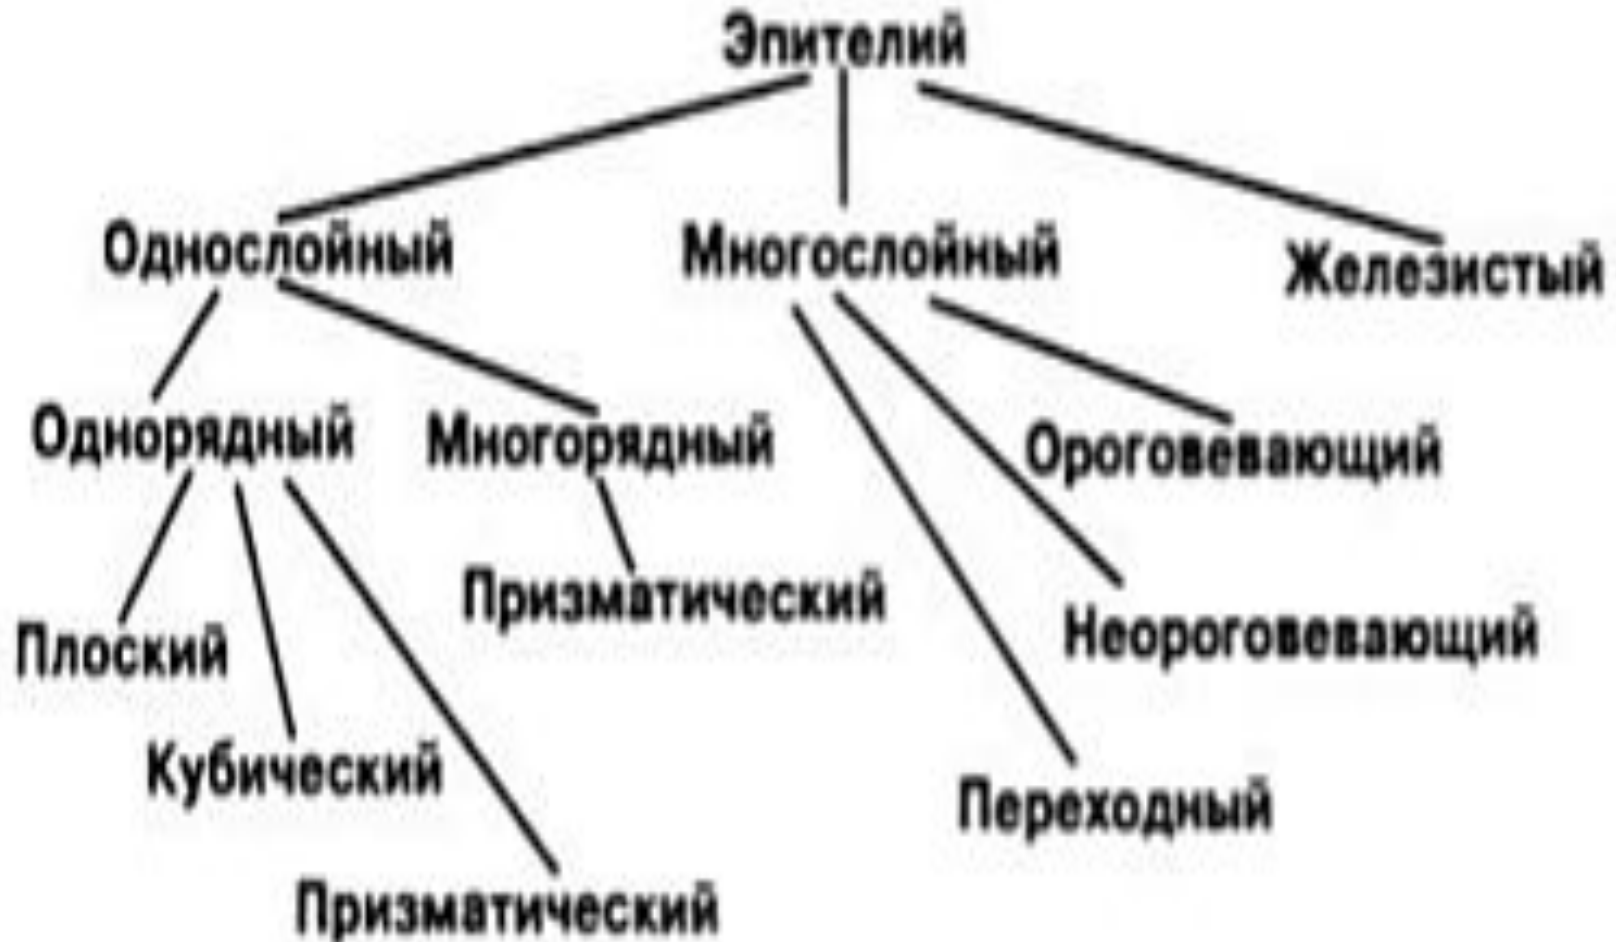 Эпителий
Однослойный
Многослойный
Железистый
Однорядный
Многорядный
Ороговевающий
Призматический
Неороговевающий
Плоский
Кубический
Переходный
Призматический